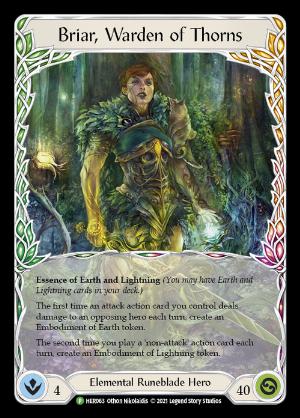 Briar, Warden of Thorns
Essence of Earth and Lightning (You may have Earth and
Lightning cards in your deck.)
The first time an attack action card you control deals
damage to an opposing hero each turn, create an
Embodiment of Earth token.
The second time you play a 'non-attack' action card each
turn, create an Embodiment of Lightning token.
4
Elemental Runeblade Hero
40
P HER063 Othon Nikolaidis © 2021 Legend Story Studios